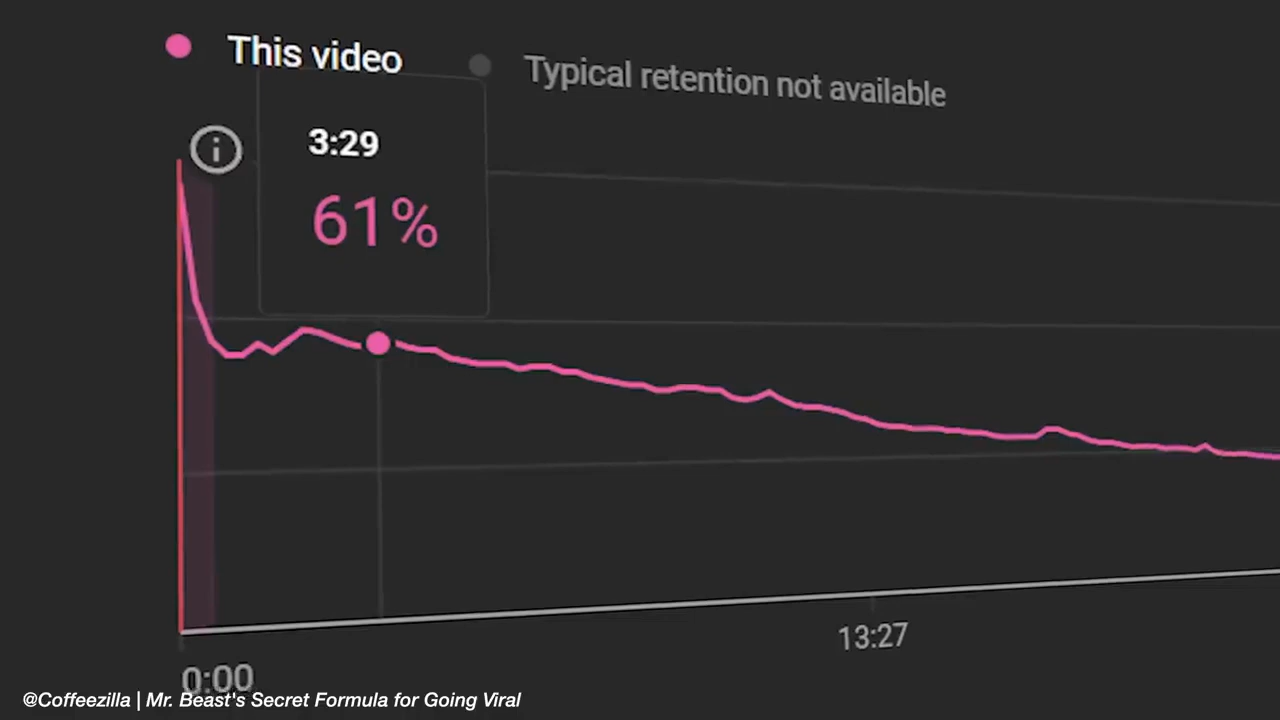 This video
Typical retention not available
i
3:29
61%
13:27
0:00
@Coffeezilla | Mr. Beast's Secret Formula for Going Viral